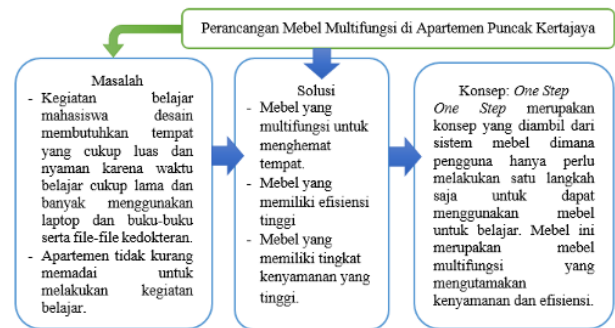 Perancangan Mebel Multifungsi di Apartemen Puncak Kertajaya
Masalah
- Kegiatan belajar
mahasiswa desain
membutuhkan tempat
yang cukup luas dan
nyaman karena waktu
belajar cukup lama dan
banyak menggunakan
laptop dan buku-buku
serta file-file kedokteran.
- Apartemen tidak kurang
memadai untuk
melakukan kegiatan
belajar.
Solusi
- Mebel yang
multifungsi untuk
menghemat
tempat.
- Mebel yang
memiliki efisiensi
tinggi
- Mebel yang
memiliki tingkat
kenyamanan yang
tinggi.
Konsep: One Step
One Step merupakan
konsep yang diambil dari
sistem mebel dimana
pengguna hanya perlu
melakukan satu langkah
saja untuk dapat
menggunakan mebel
untuk belajar. Mebel ini
merupakan mebel
multifungsi yang
mengutamakan
kenyamanan dan efisiensi.